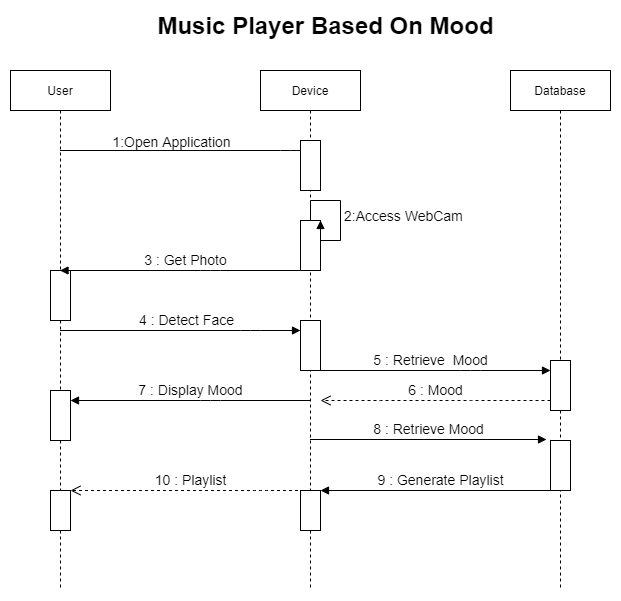 Music Player Based On Mood
User
Device
Database
1:Open Application
2:Access WebCam
3 : Get Photo
4 : Detect Face
5 : Retrieve  Mood
7 : Display Mood
6 : Mood
8 : Retrieve Mood
10 : Playlist
9 : Generate Playlist